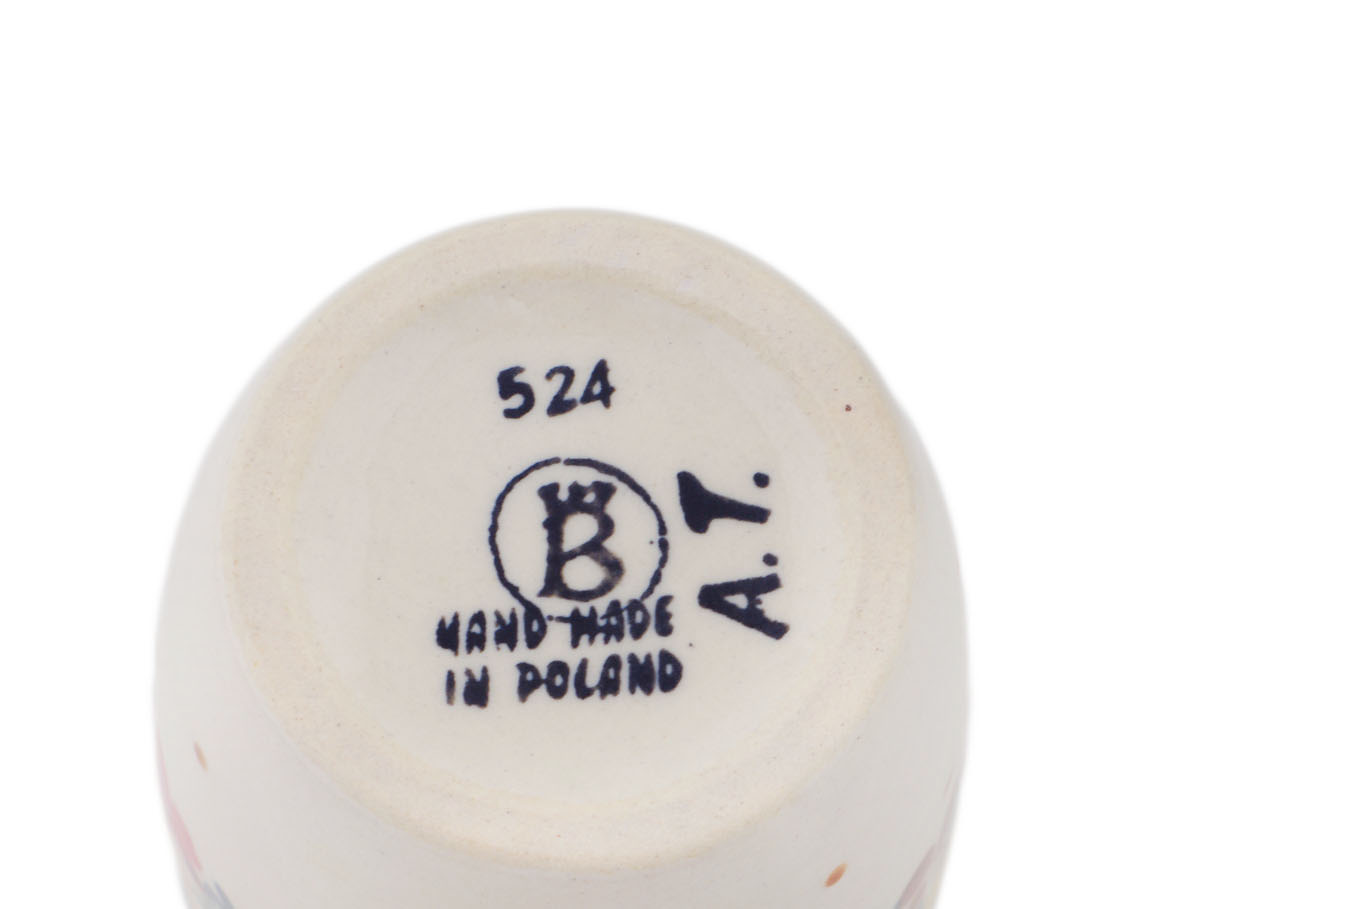 524
B
HAND MADE
IN POLAND
A.T.